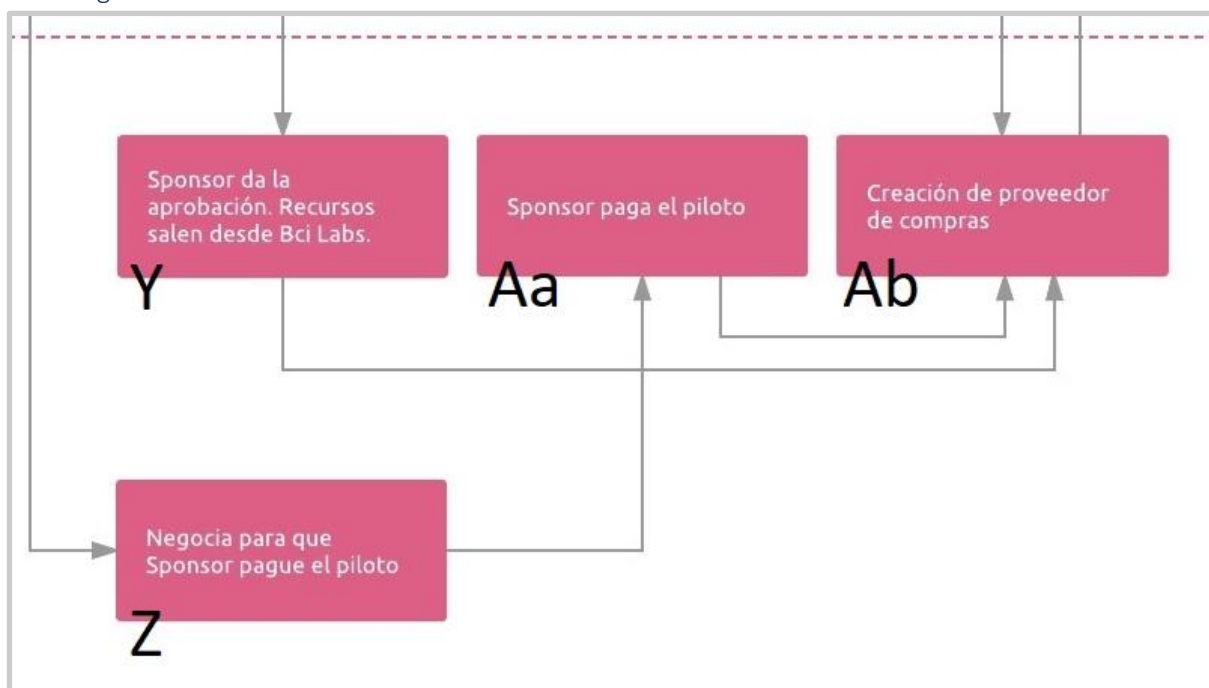 Sponsor da la
aprobación. Recursos
salen desde Bci Labs.
Y
Sponsor paga el piloto
Aa
Creación de proveedor
de compras
Ab
Negocia para que
Sponsor pague el piloto
Z